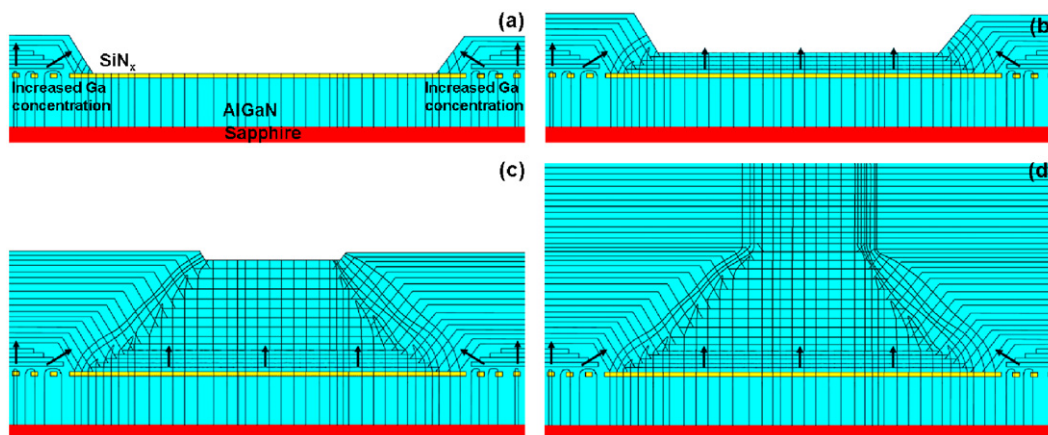 (a)
SiNₓ
Increased Ga
concentration
Increased Ga
concentration
AlGaN
Sapphire
(b)
(c)
(d)